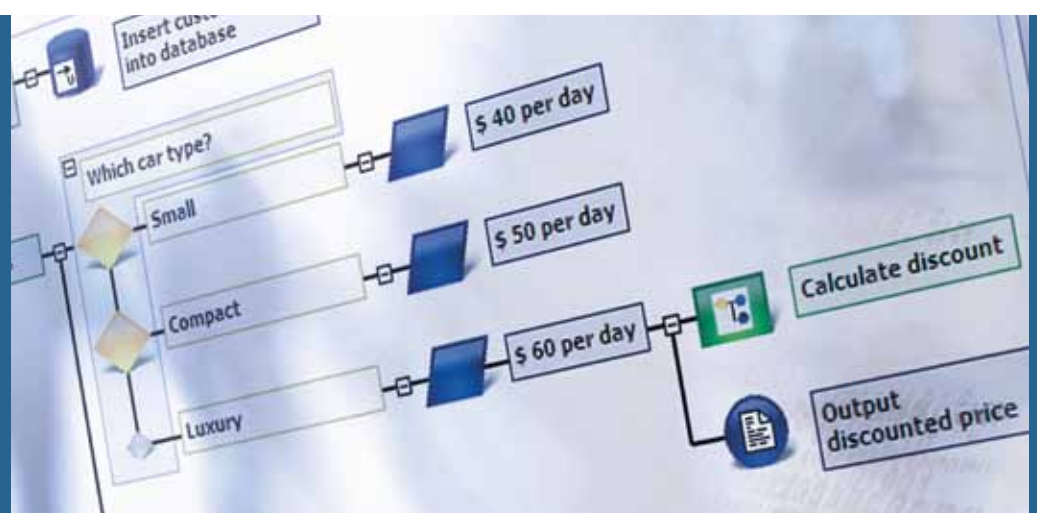 Insert
into database
Which car type?
Small
$ 40 per day
Compact
$ 50 per day
Luxury
$ 60 per day
Calculate discount
Output
discounted price